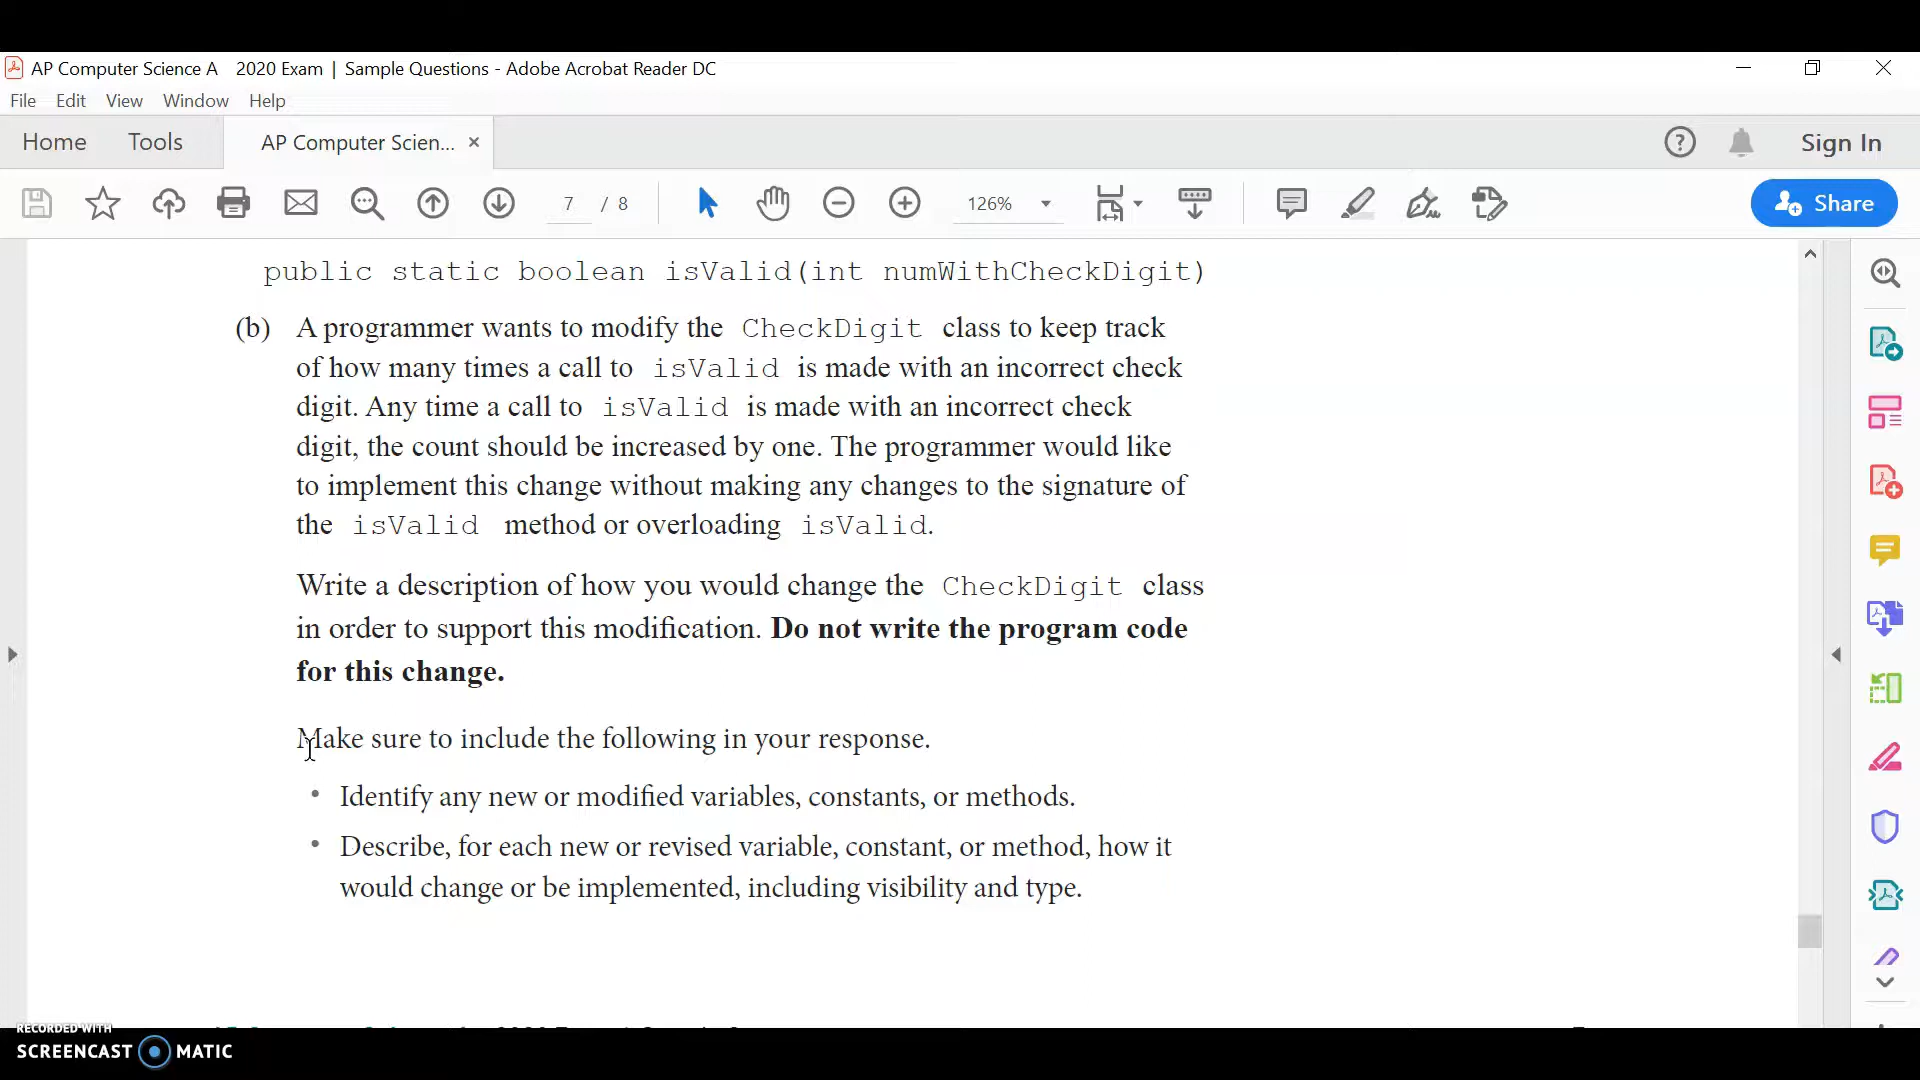 AP Computer Science A 2020 Exam | Sample Questions - Adobe Acrobat Reader DC
File Edit View Window Help
Home Tools AP Computer Scien... Sign In
7 / 8 126% Share
public static boolean isValid(int numWithCheckDigit)
(b) A programmer wants to modify the CheckDigit class to keep track
of how many times a call to isValid is made with an incorrect check
digit. Any time a call to isValid is made with an incorrect check
digit, the count should be increased by one. The programmer would like
to implement this change without making any changes to the signature of
the isValid method or overloading isValid.
Write a description of how you would change the CheckDigit class
in order to support this modification. Do not write the program code
for this change.
Make sure to include the following in your response.
• Identify any new or modified variables, constants, or methods.
• Describe, for each new or revised variable, constant, or method, how it
would change or be implemented, including visibility and type.
RECORDED WITH
SCREENCAST MATIC